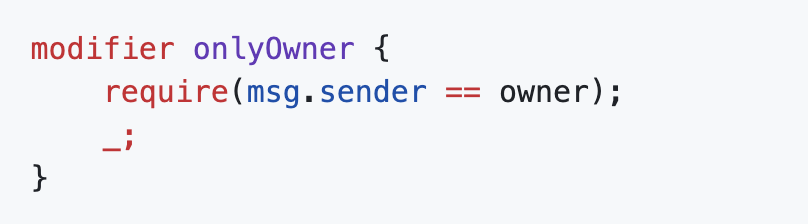 modifier onlyOwner {
    require(msg.sender == owner);
    _;
}